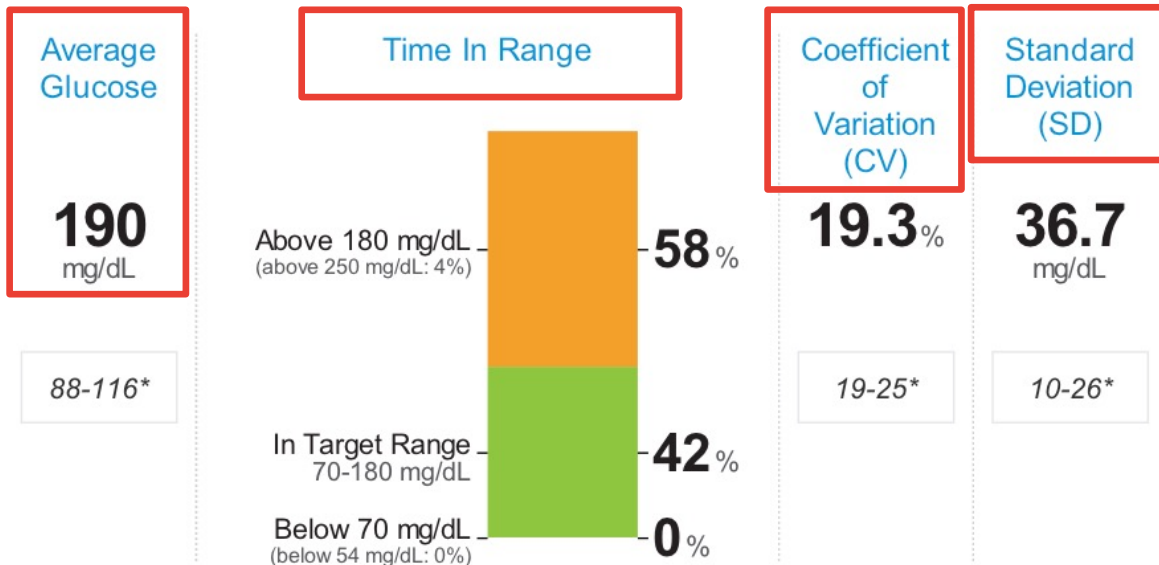 Average
Glucose
190
mg/dL
88-116*
Time In Range
Above 180 mg/dL
(above 250 mg/dL: 4%)
58 %
In Target Range
70-180 mg/dL
42 %
Below 70 mg/dL
(below 54 mg/dL: 0%)
0 %
Coefficient
of
Variation
(CV)
19.3%
19-25*
Standard
Deviation
(SD)
36.7
mg/dL
10-26*